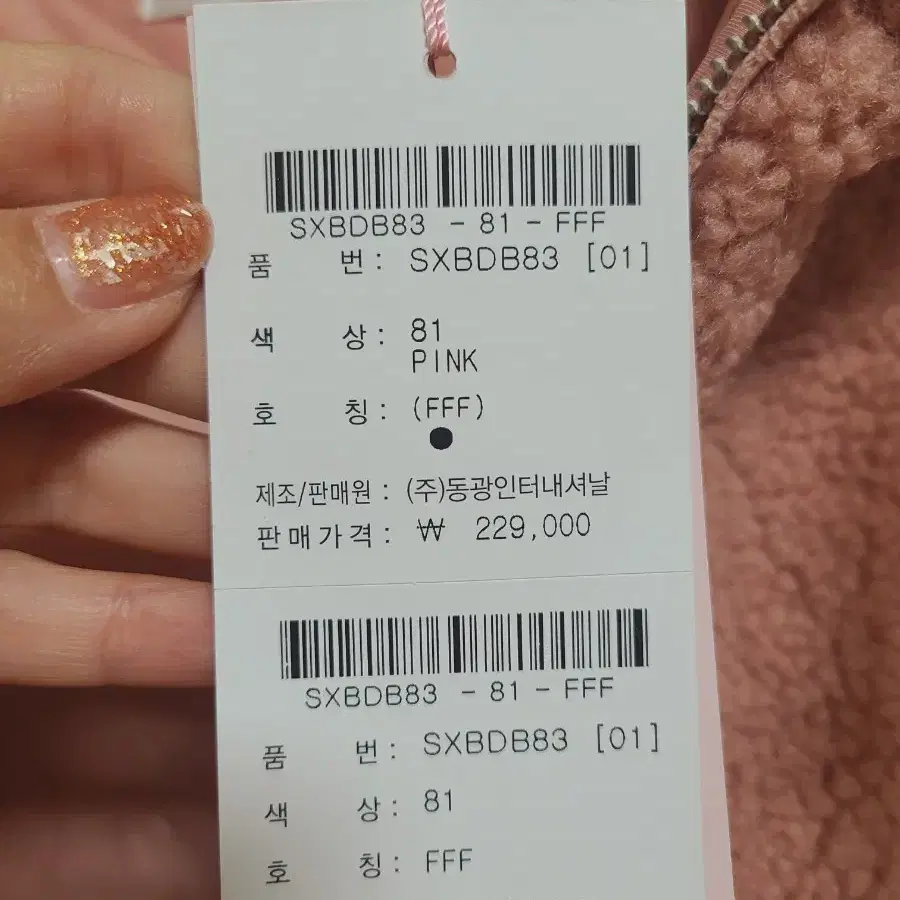 SXBDB83 - 81 - FFF
품 번 : SXBDB83 [01]
색 상 : 81
PINK
호 칭 : (FFF)
제조/판매원 : (주)동광인터내셔날
판매가격 : ₩ 229,000
SXBDB83 - 81 - FFF
품 번 : SXBDB83 [01]
색 상 : 81
호 칭 : FFF